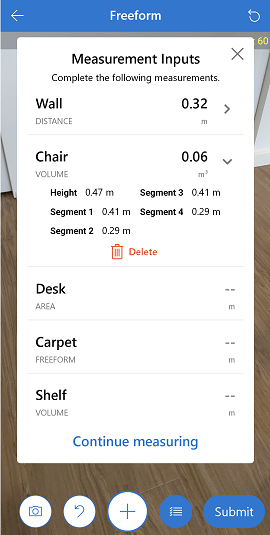 Freeform
60
Measurement Inputs
Complete the following measurements.
Wall 0.32
DISTANCE m
Chair 0.06
VOLUME m³
Height 0.47 m Segment 3 0.41 m
Segment 1 0.41 m Segment 4 0.29 m
Segment 2 0.29 m
Delete
Desk --
AREA m
Carpet --
FREEFORM m
Shelf --
VOLUME m
Continue measuring
Submit